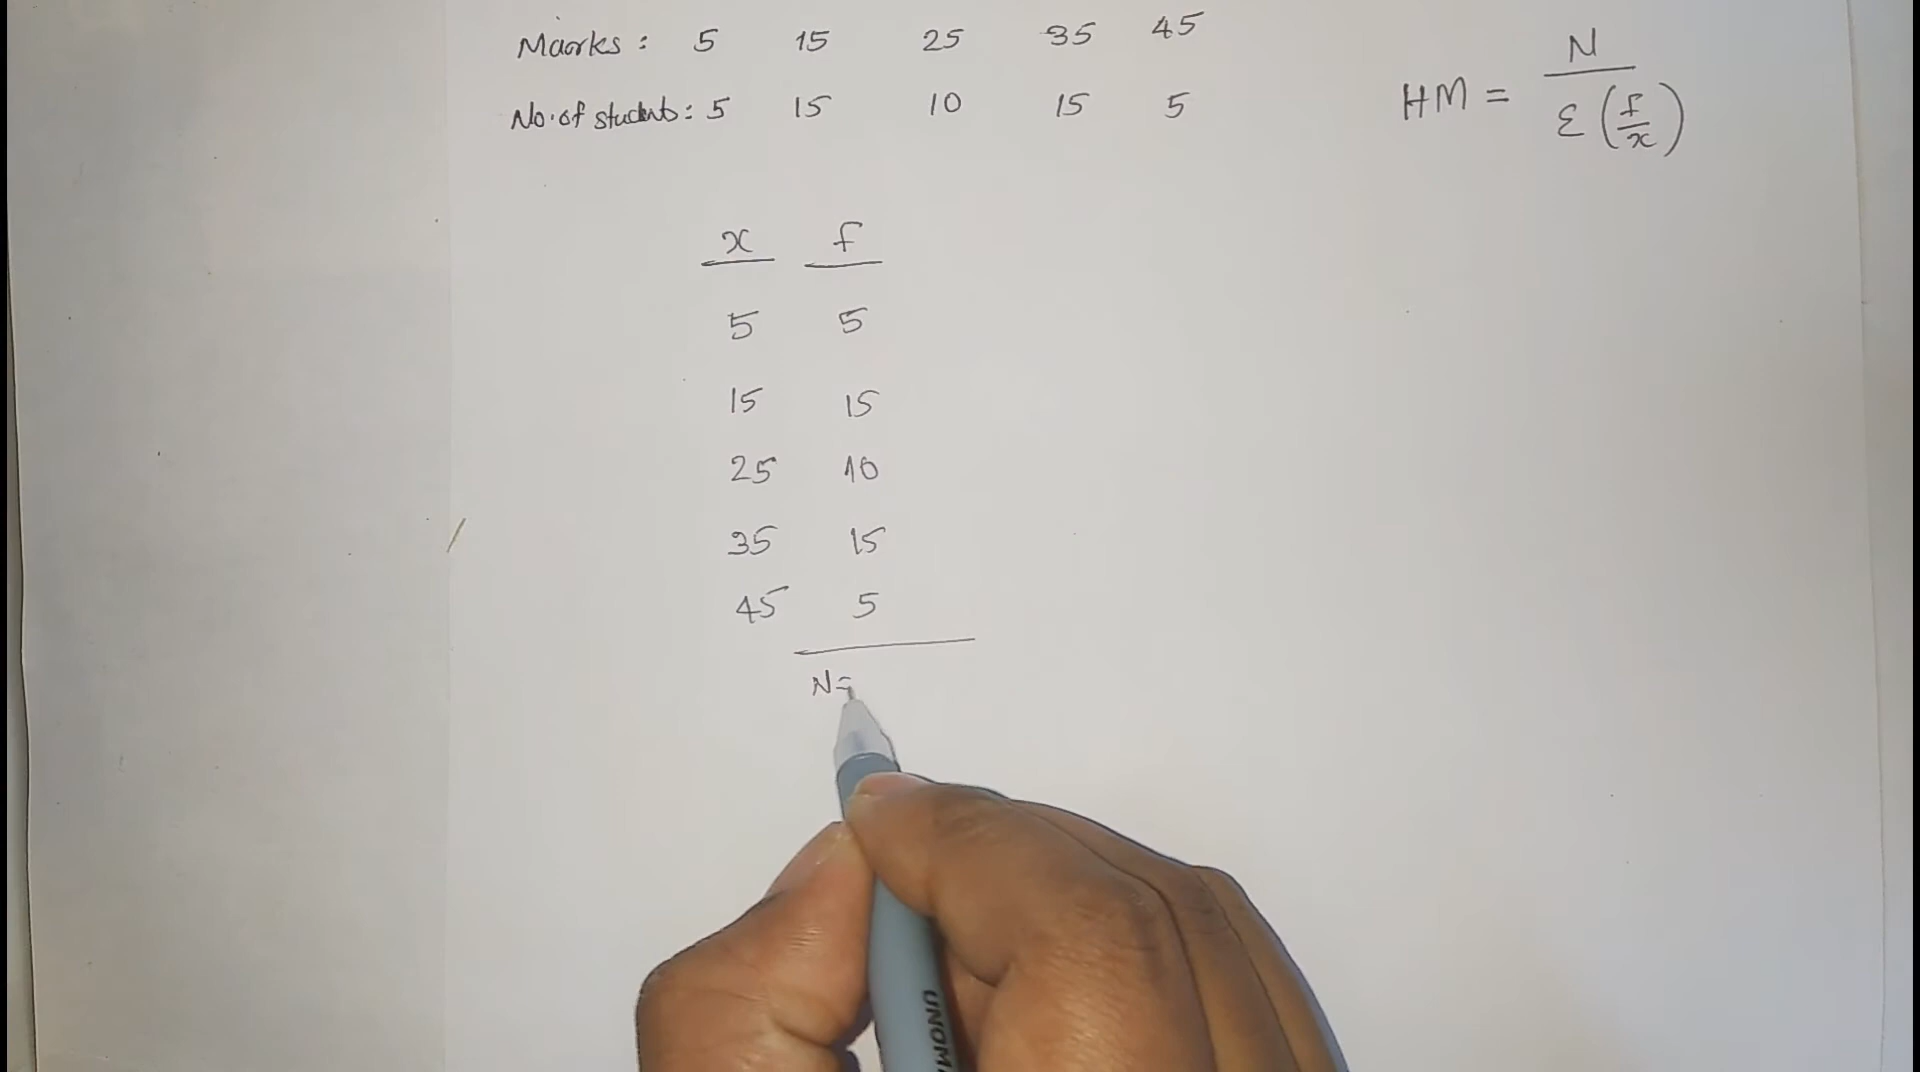 Marks : 5 15 25 35 45
No. of students : 5 15 10 15 5
HM = N / Σ (f/x)
x f
5 5
15 15
25 10
35 15
45 5
N=
UNOM